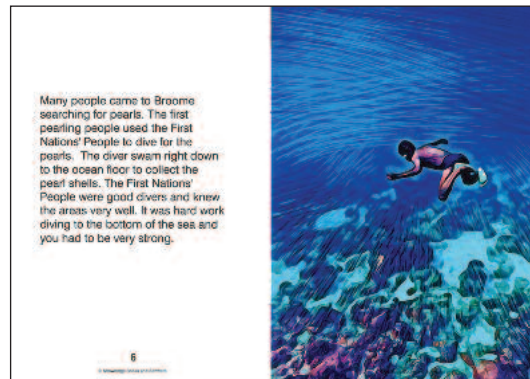 Many people came to Broome
searching for pearls. The first
pearling people used the First
Nations' People to dive for the
pearls. The diver swam right down
to the ocean floor to collect the
pearl shells. The First Nations'
People were good divers and knew
the areas very well. It was hard work
diving to the bottom of the sea and
you had to be very strong.
6